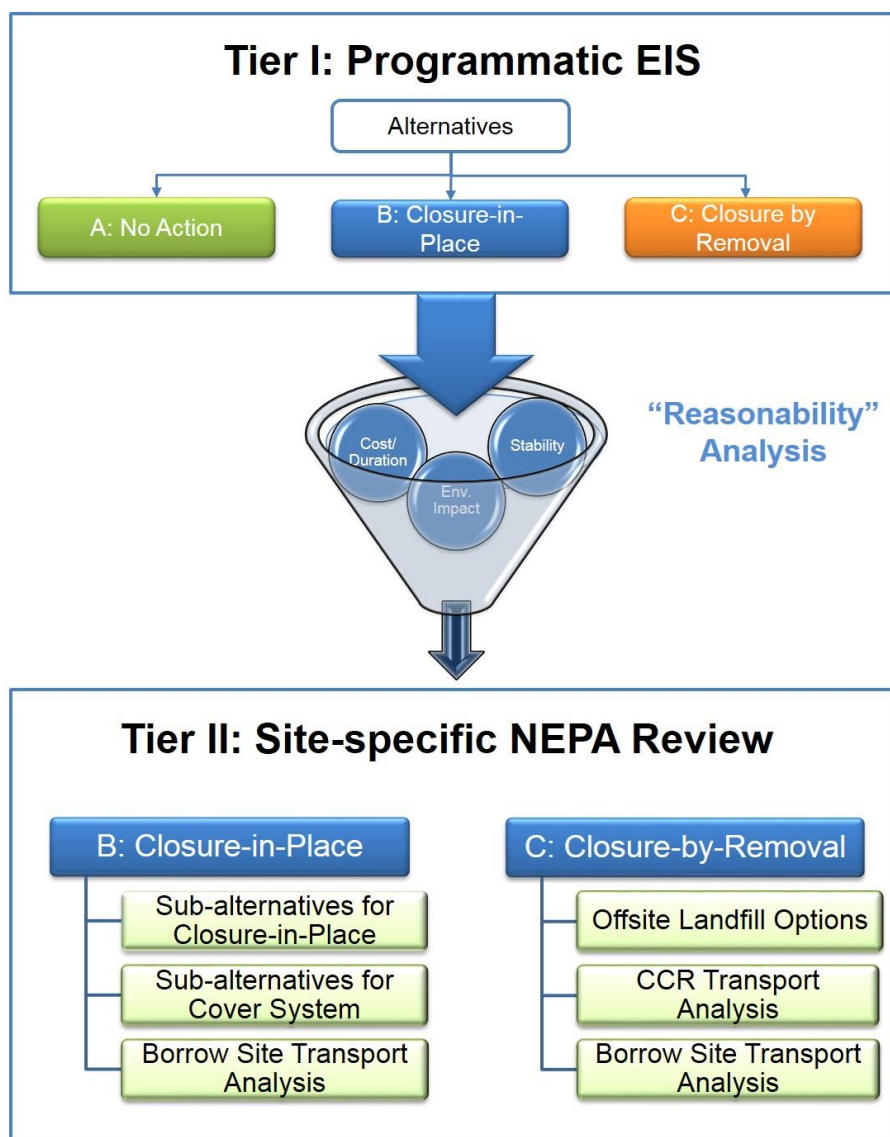 Tier I: Programmatic EIS
Alternatives
A: No Action
B: Closure-in-
Place
C: Closure by
Removal
“Reasonability”
Analysis
Cost/
Duration
Stability
Env.
Impact
Tier II: Site-specific NEPA Review
B: Closure-in-Place
Sub-alternatives for
Closure-in-Place
Sub-alternatives for
Cover System
Borrow Site Transport
Analysis
C: Closure-by-Removal
Offsite Landfill Options
CCR Transport
Analysis
Borrow Site Transport
Analysis